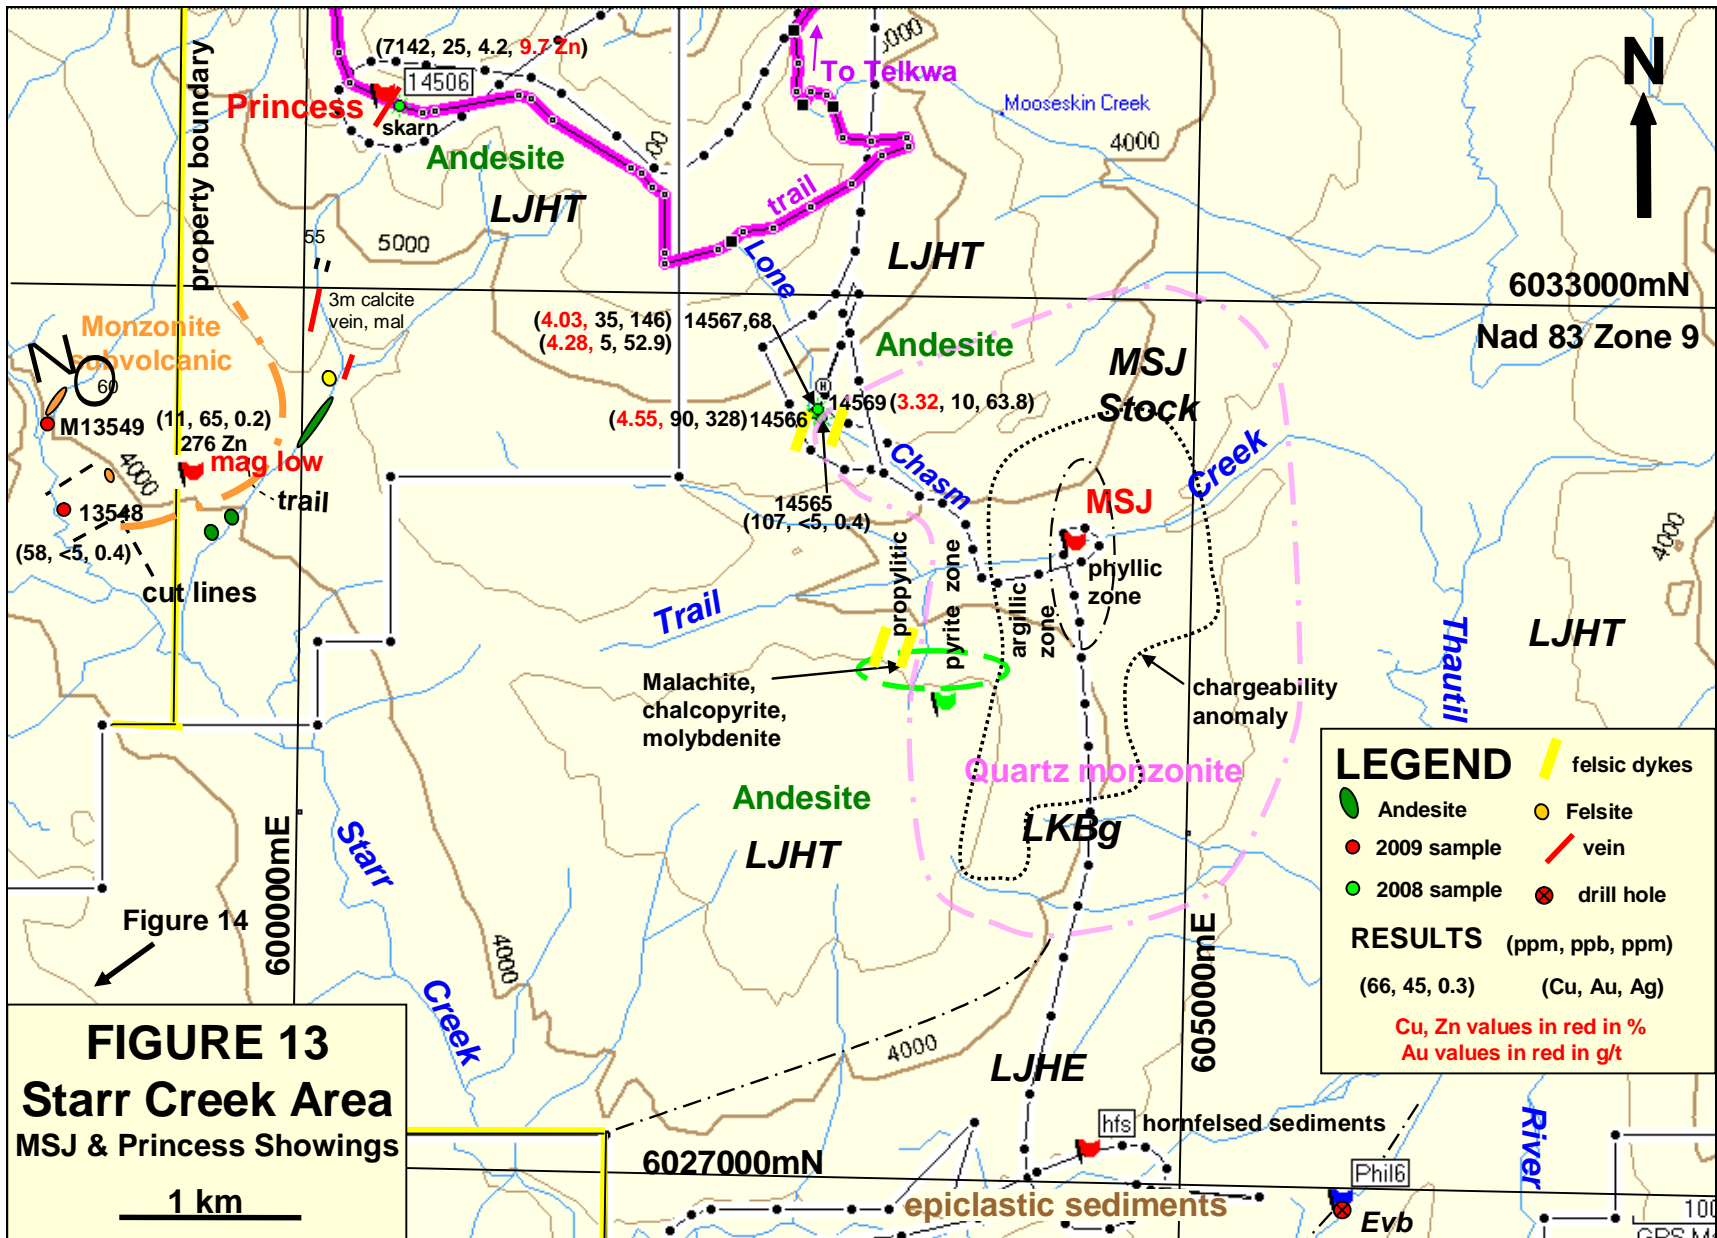 (7142, 25, 4.2, 9.7 Zn)
14506
Princess
skarn
Andesite
LJHT
5000
property boundary
To Telkwa
Mooseskin Creek
4000
trail
Lone
LJHT
N
6033000mN
Nad 83 Zone 9
55
3m calcite
vein, mal
Monzonite
subvolcanic
NO
60
M13549
(11, 65, 0.2)
276 Zn
mag low
4000
trail
13548
(58, <5, 0.4)
cut lines
(4.03, 35, 146) 14567,68
(4.28, 5, 52.9)
Andesite
MSJ
Stock
H
14569 (3.32, 10, 63.8)
(4.55, 90, 328) 14566
Chasm
Creek
14565
(107, <5, 0.4)
MSJ
propylitic
pyrite zone
argillic
zone
phyllic
zone
4000
Trail
Thautil
LJHT
Malachite,
chalcopyrite,
molybdenite
chargeability
anomaly
Quartz monzonite
Andesite
LJHT
LKBg
Starr
600000mE
Figure 14
4000
Creek
605000mE
4000
LJHE
LEGEND
felsic dykes
Andesite
Felsite
2009 sample
vein
2008 sample
drill hole
RESULTS (ppm, ppb, ppm)
(66, 45, 0.3) (Cu, Au, Ag)
Cu, Zn values in red in %
Au values in red in g/t
FIGURE 13
Starr Creek Area
MSJ & Princess Showings
1 km
hfs hornfelsed sediments
River
6027000mN
Phil6
epiclastic sediments
Evb